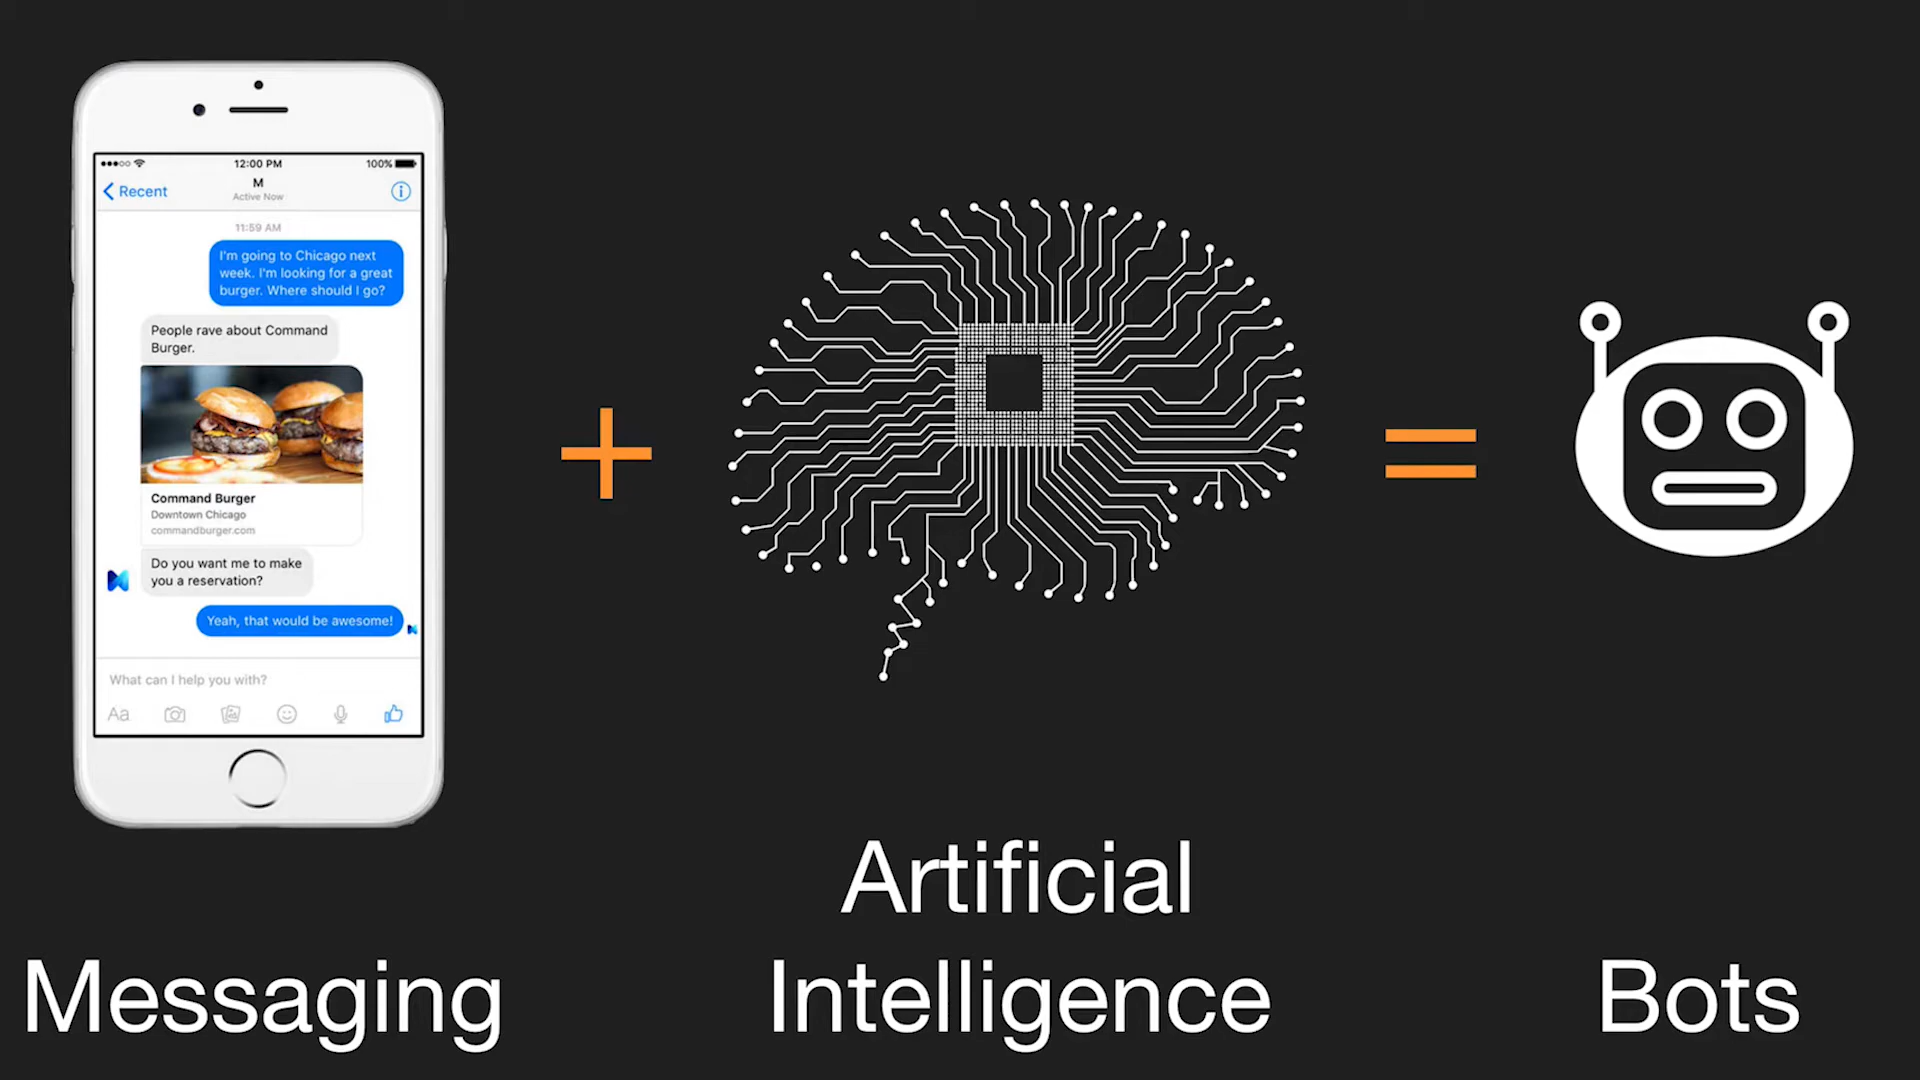 12:00 PM
100%
Recent
M
Active Now
11:59 AM
I'm going to Chicago next
week. I'm looking for a great
burger. Where should I go?
People rave about Command
Burger.
Command Burger
Downtown Chicago
commandburger.com
Do you want me to make
you a reservation?
Yeah, that would be awesome!
What can I help you with?
Aa
Messaging
+
Artificial
Intelligence
=
Bots